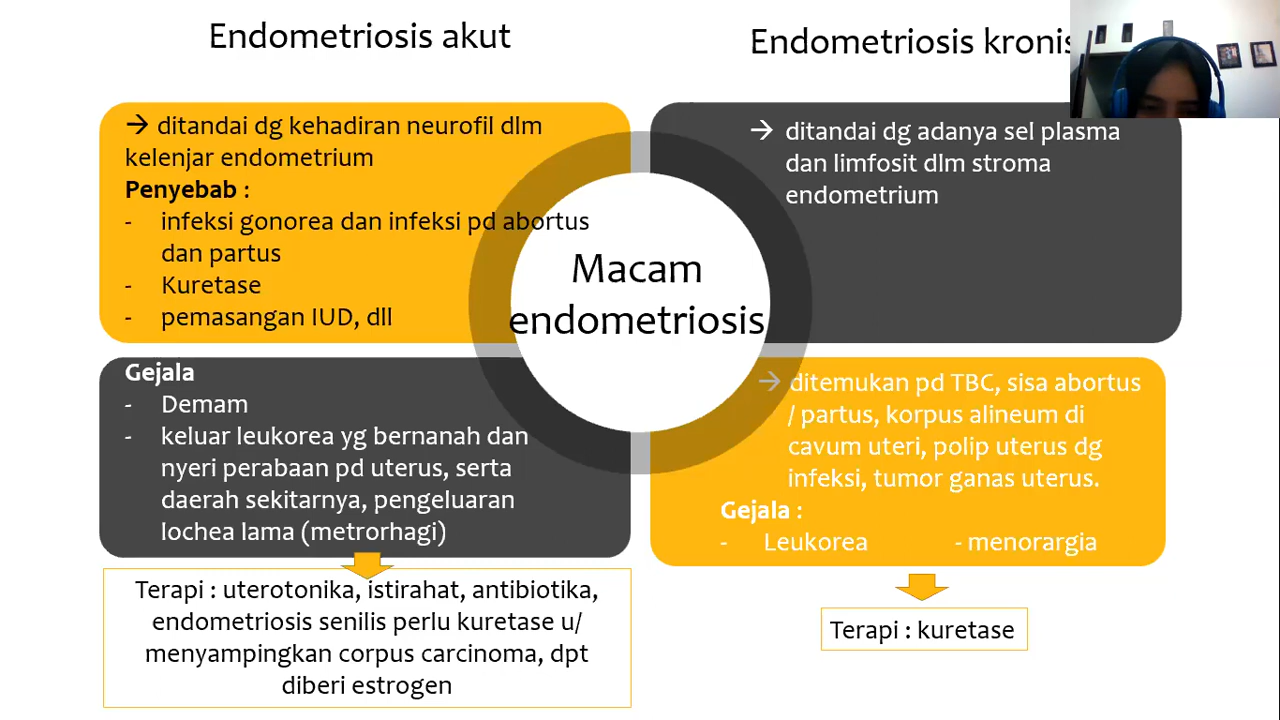 Endometriosis akut
→ ditandai dg kehadiran neurofil dlm
kelenjar endometrium
Penyebab :
- infeksi gonorea dan infeksi pd abortus
dan partus
- Kuretase
- pemasangan IUD, dll
Gejala
- Demam
- keluar leukorea yg bernanah dan
nyeri perabaan pd uterus, serta
daerah sekitarnya, pengeluaran
lochea lama (metrorhagi)
Terapi : uterotonika, istirahat, antibiotika,
endometriosis senilis perlu kuretase u/
menyampingkan corpus carcinoma, dpt
diberi estrogen
Macam
endometriosis
Endometriosis kronis
→ ditandai dg adanya sel plasma
dan limfosit dlm stroma
endometrium
→ ditemukan pd TBC, sisa abortus
/ partus, korpus alineum di
cavum uteri, polip uterus dg
infeksi, tumor ganas uterus.
Gejala :
- Leukorea - menorargia
Terapi : kuretase